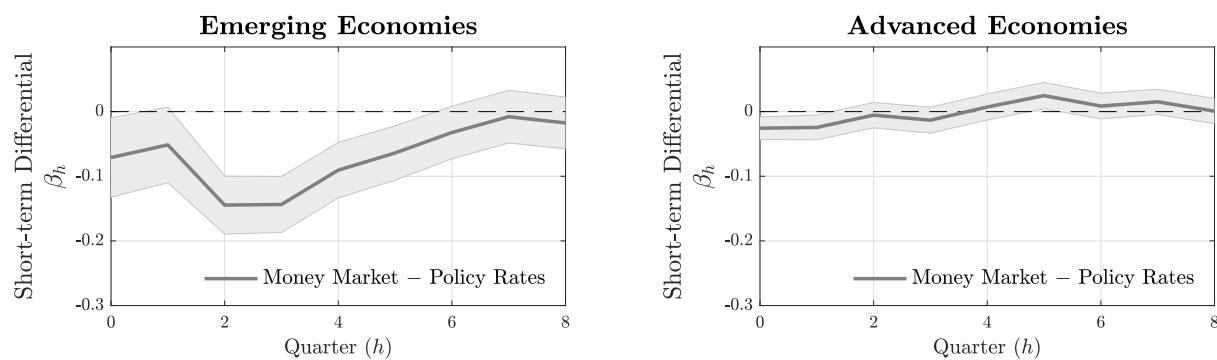 Emerging Economies
Short-term Differential
βh
0
-0.1
-0.2
-0.3
Money Market − Policy Rates
0 2 4 6 8
Quarter (h)
Advanced Economies
Short-term Differential
βh
0
-0.1
-0.2
-0.3
Money Market − Policy Rates
0 2 4 6 8
Quarter (h)